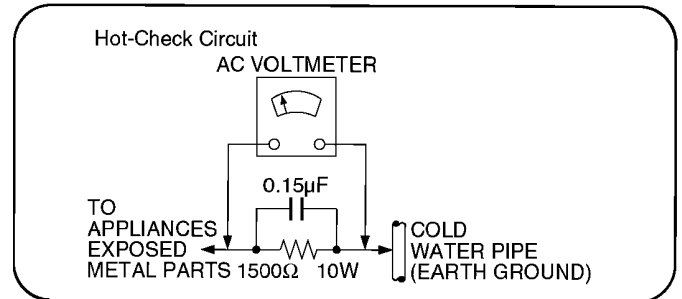 Hot-Check Circuit
AC VOLTMETER
0.15μF
TO
APPLIANCES
EXPOSED
METAL PARTS
1500Ω 10W
COLD
WATER PIPE
(EARTH GROUND)